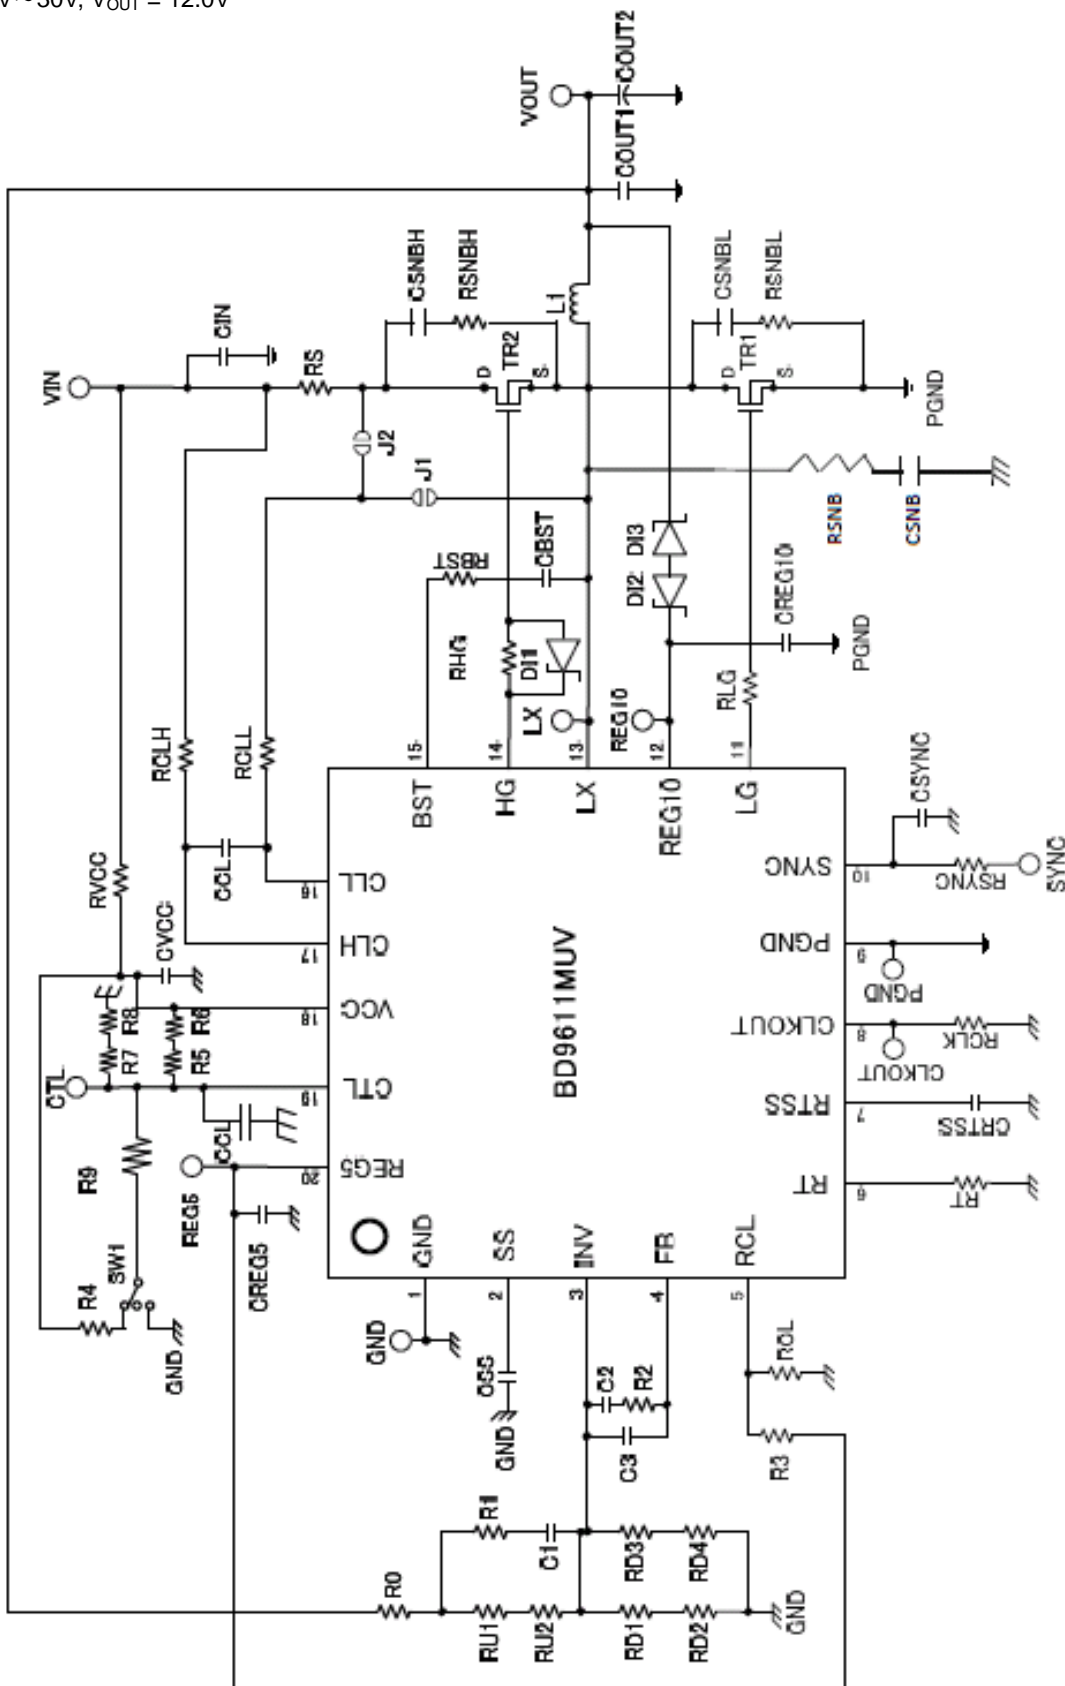 V~50V, VOUT = 12.0V
VOUT
COUT2
COUT1
CSNBH
RSNBH
CSNBL
RSNBL
L1
CIN
VIN
RS
D
TR2
S
D
TR1
S
PGND
J2
J1
RSNB
CSNB
RBST
CBST
DI3
DI2
CREG10
PGND
RHG
DI1
LX
REG10
RLG
RCLH
RCLL
15
14
13
12
11
BST
HG
LX
REG10
LG
CSYNC
RVCC
CCL
16
CLL
SYNC
10
RSYNC
SYNC
CVCC
17
CLH
PGND
9
PGND
R8
R6
18
VCC
BD9611MUV
CLKOUT
8
CLKOUT
RCLK
R7
R5
CTL
19
CTL
RTSS
7
CRTSS
CCL
R9
REG5
20
REG5
RT
6
RT
SW1
R4
GND
CREG5
GND
SS
INV
FB
RCL
1
2
3
4
5
GND
CSS
GND
C2
R2
C3
RCL
R3
R1
C1
RD3
RD4
R0
RU1
RU2
RD1
RD2
GND